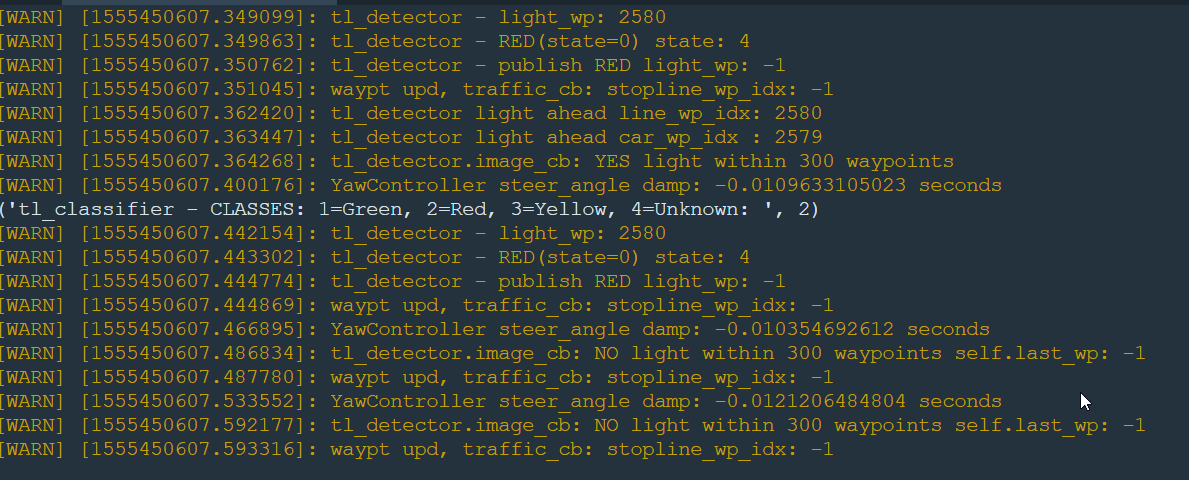 [WARN] [1555450607.349099]: tl_detector - light_wp: 2580
[WARN] [1555450607.349863]: tl_detector - RED(state=0) state: 4
[WARN] [1555450607.350762]: tl_detector - publish RED light_wp: -1
[WARN] [1555450607.351045]: waypt upd, traffic_cb: stopline_wp_idx: -1
[WARN] [1555450607.362420]: tl_detector light ahead line_wp_idx: 2580
[WARN] [1555450607.363447]: tl_detector light ahead car_wp_idx : 2579
[WARN] [1555450607.364268]: tl_detector.image_cb: YES light within 300 waypoints
[WARN] [1555450607.400176]: YawController steer_angle damp: -0.0109633105023 seconds
('tl_classifier - CLASSES: 1=Green, 2=Red, 3=Yellow, 4=Unknown: ', 2)
[WARN] [1555450607.442154]: tl_detector - light_wp: 2580
[WARN] [1555450607.443302]: tl_detector - RED(state=0) state: 4
[WARN] [1555450607.444774]: tl_detector - publish RED light_wp: -1
[WARN] [1555450607.444869]: waypt upd, traffic_cb: stopline_wp_idx: -1
[WARN] [1555450607.466895]: YawController steer_angle damp: -0.010354692612 seconds
[WARN] [1555450607.486834]: tl_detector.image_cb: NO light within 300 waypoints self.last_wp: -1
[WARN] [1555450607.487780]: waypt upd, traffic_cb: stopline_wp_idx: -1
[WARN] [1555450607.533552]: YawController steer_angle damp: -0.0121206484804 seconds
[WARN] [1555450607.592177]: tl_detector.image_cb: NO light within 300 waypoints self.last_wp: -1
[WARN] [1555450607.593316]: waypt upd, traffic_cb: stopline_wp_idx: -1